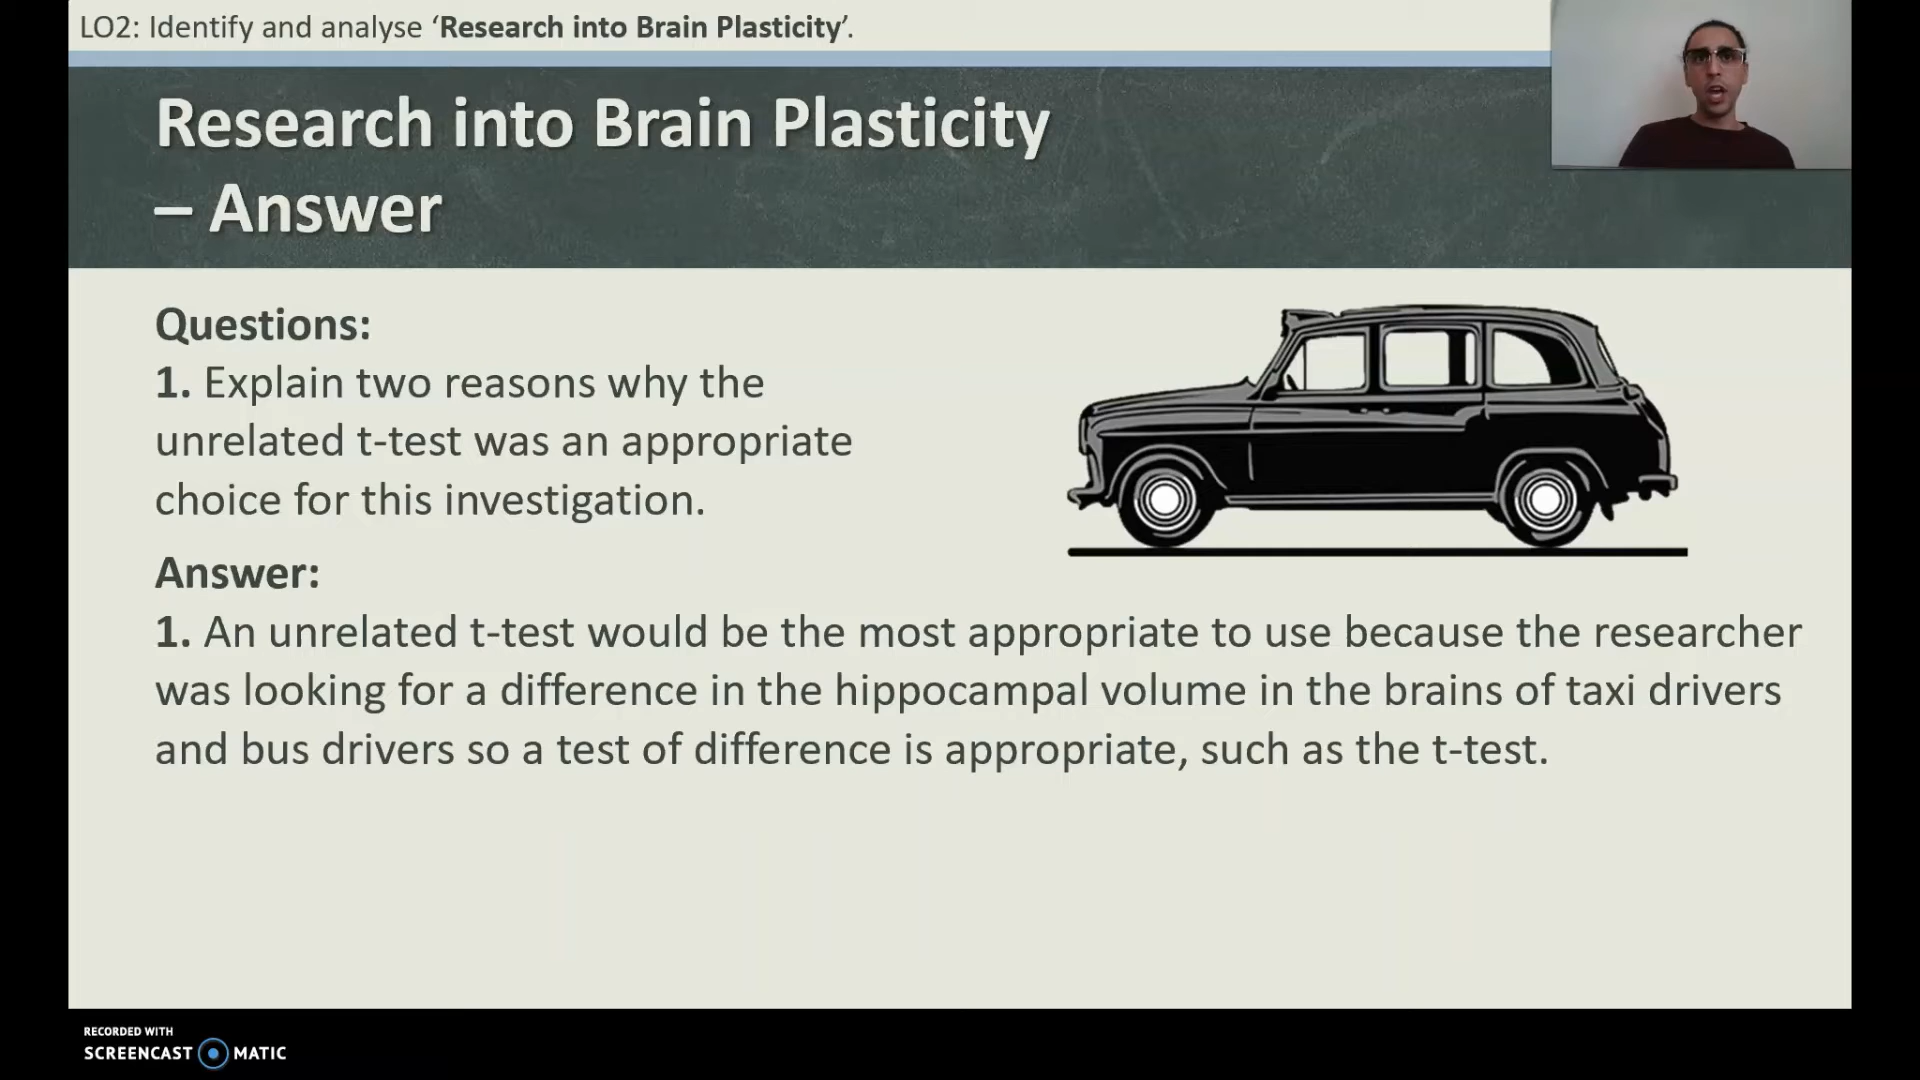 LO2: Identify and analyse ‘Research into Brain Plasticity’.
Research into Brain Plasticity
– Answer
Questions:
1. Explain two reasons why the
unrelated t-test was an appropriate
choice for this investigation.
Answer:
1. An unrelated t-test would be the most appropriate to use because the researcher
was looking for a difference in the hippocampal volume in the brains of taxi drivers
and bus drivers so a test of difference is appropriate, such as the t-test.
RECORDED WITH
SCREENCAST MATIC